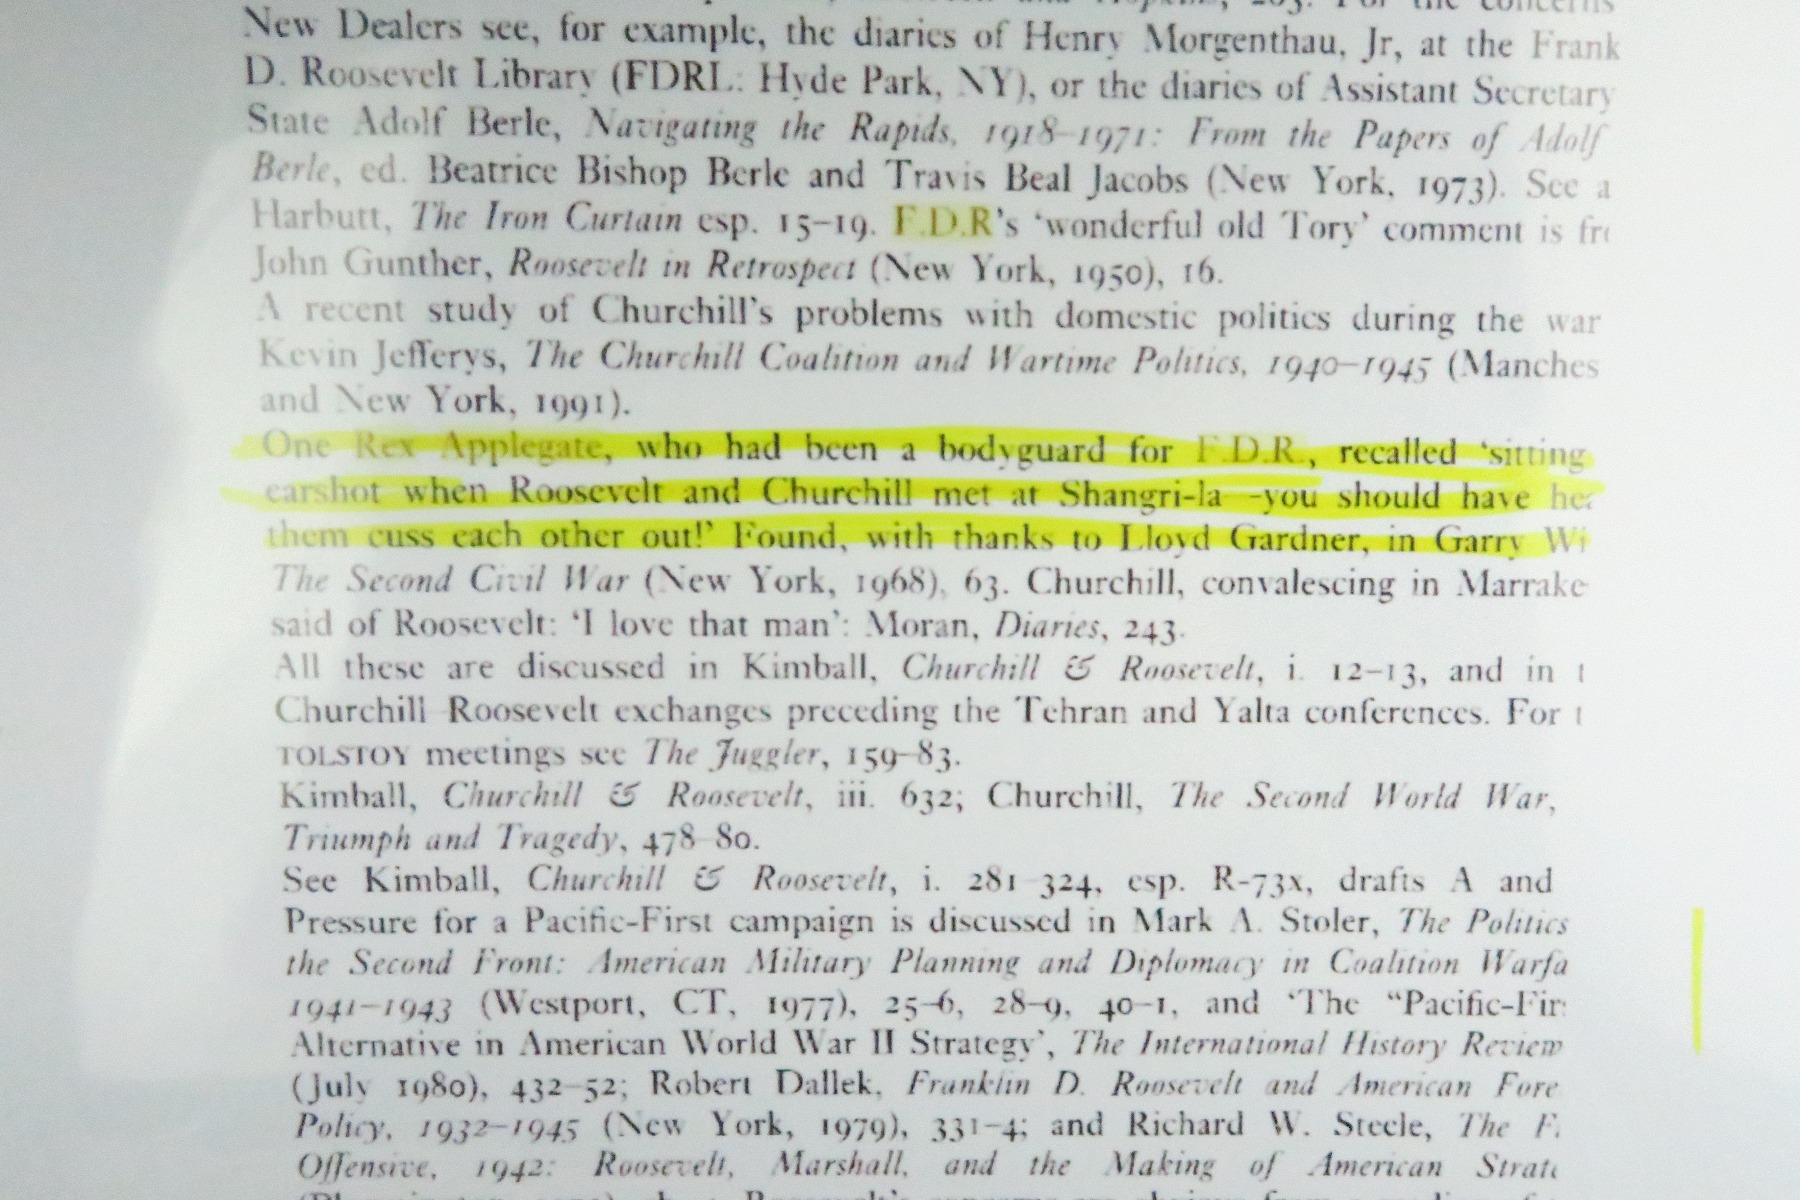 New Dealers see, for example, the diaries of Henry Morgenthau, Jr, at the Frank
D. Roosevelt Library (FDRL: Hyde Park, NY), or the diaries of Assistant Secretary
State Adolf Berle, Navigating the Rapids, 1918–1971: From the Papers of Adolf
Berle, ed. Beatrice Bishop Berle and Travis Beal Jacobs (New York, 1973). See
Harbutt, The Iron Curtain esp. 15–19. F.D.R's ‘wonderful old Tory’ comment is
John Gunther, Roosevelt in Retrospect (New York, 1950), 16.
A recent study of Churchill's problems with domestic politics during the war
Kevin Jefferys, The Churchill Coalition and Wartime Politics, 1940–1945 (Manches
and New York, 1991).
One Rex Applegate, who had been a bodyguard for F.D.R., recalled ‘sitting
earshot when Roosevelt and Churchill met at Shangri-la –you should have
them cuss each other out!’ Found, with thanks to Lloyd Gardner, in Garry
The Second Civil War (New York, 1968), 63. Churchill, convalescing in Marrake
said of Roosevelt: ‘I love that man’: Moran, Diaries, 243.
All these are discussed in Kimball, Churchill & Roosevelt, i. 12–13, and in
Churchill Roosevelt exchanges preceding the Tehran and Yalta conferences. For
TOLSTOY meetings see The Juggler, 159–83.
Kimball, Churchill & Roosevelt, iii. 632; Churchill, The Second World War,
Triumph and Tragedy, 478–80.
See Kimball, Churchill & Roosevelt, i. 281–324, esp. R-73x, drafts A and
Pressure for a Pacific-First campaign is discussed in Mark A. Stoler, The Politics
the Second Front: American Military Planning and Diplomacy in Coalition Warfa
1941–1943 (Westport, CT, 1977), 25–6, 28–9, 40–1, and ‘The “Pacific-Fir
Alternative in American World War II Strategy’, The International History Review
(July 1980), 432–52; Robert Dallek, Franklin D. Roosevelt and American Fore
Policy, 1932–1945 (New York, 1979), 331–4; and Richard W. Steele, The
Offensive, 1942: Roosevelt, Marshall, and the Making of American Strate